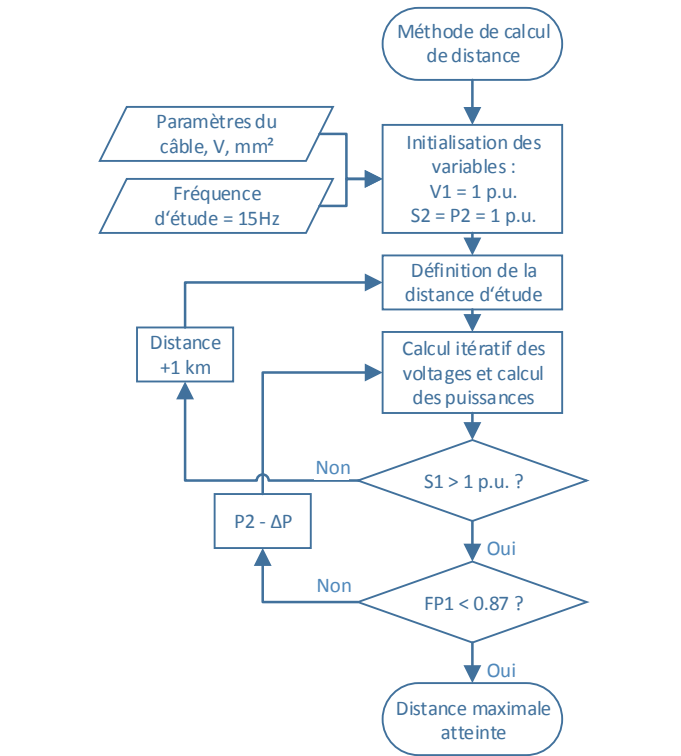 Méthode de calcul
de distance
Paramètres du
câble, V, mm²
Fréquence
d‘étude = 15Hz
Initialisation des
variables :
V1 = 1 p.u.
S2 = P2 = 1 p.u.
Définition de la
distance d‘étude
Distance
+1 km
Calcul itératif des
voltages et calcul
des puissances
Non
S1 > 1 p.u. ?
P2 - ΔP
Oui
Non
FP1 < 0.87 ?
Oui
Distance maximale
atteinte